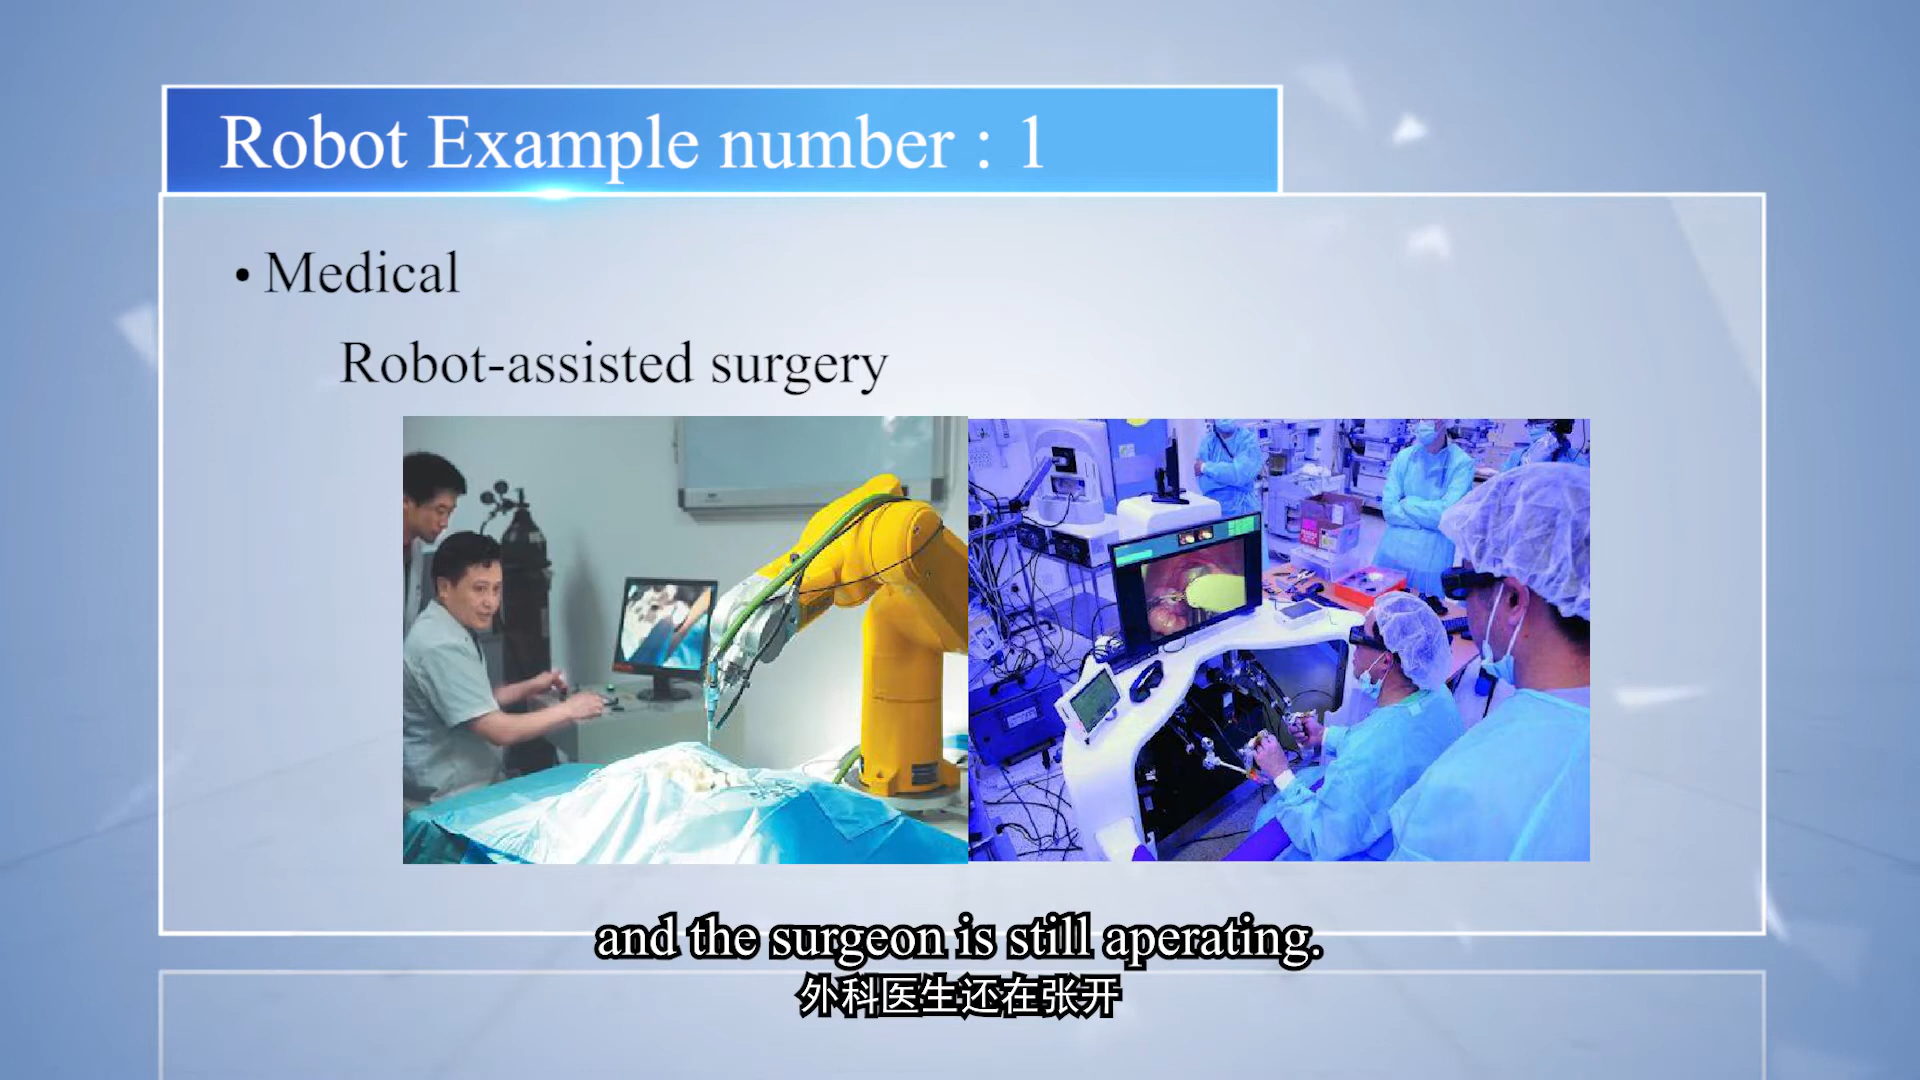 Robot Example number : 1
• Medical
Robot-assisted surgery
and the surgeon is still aperating.
外科医生还在张开